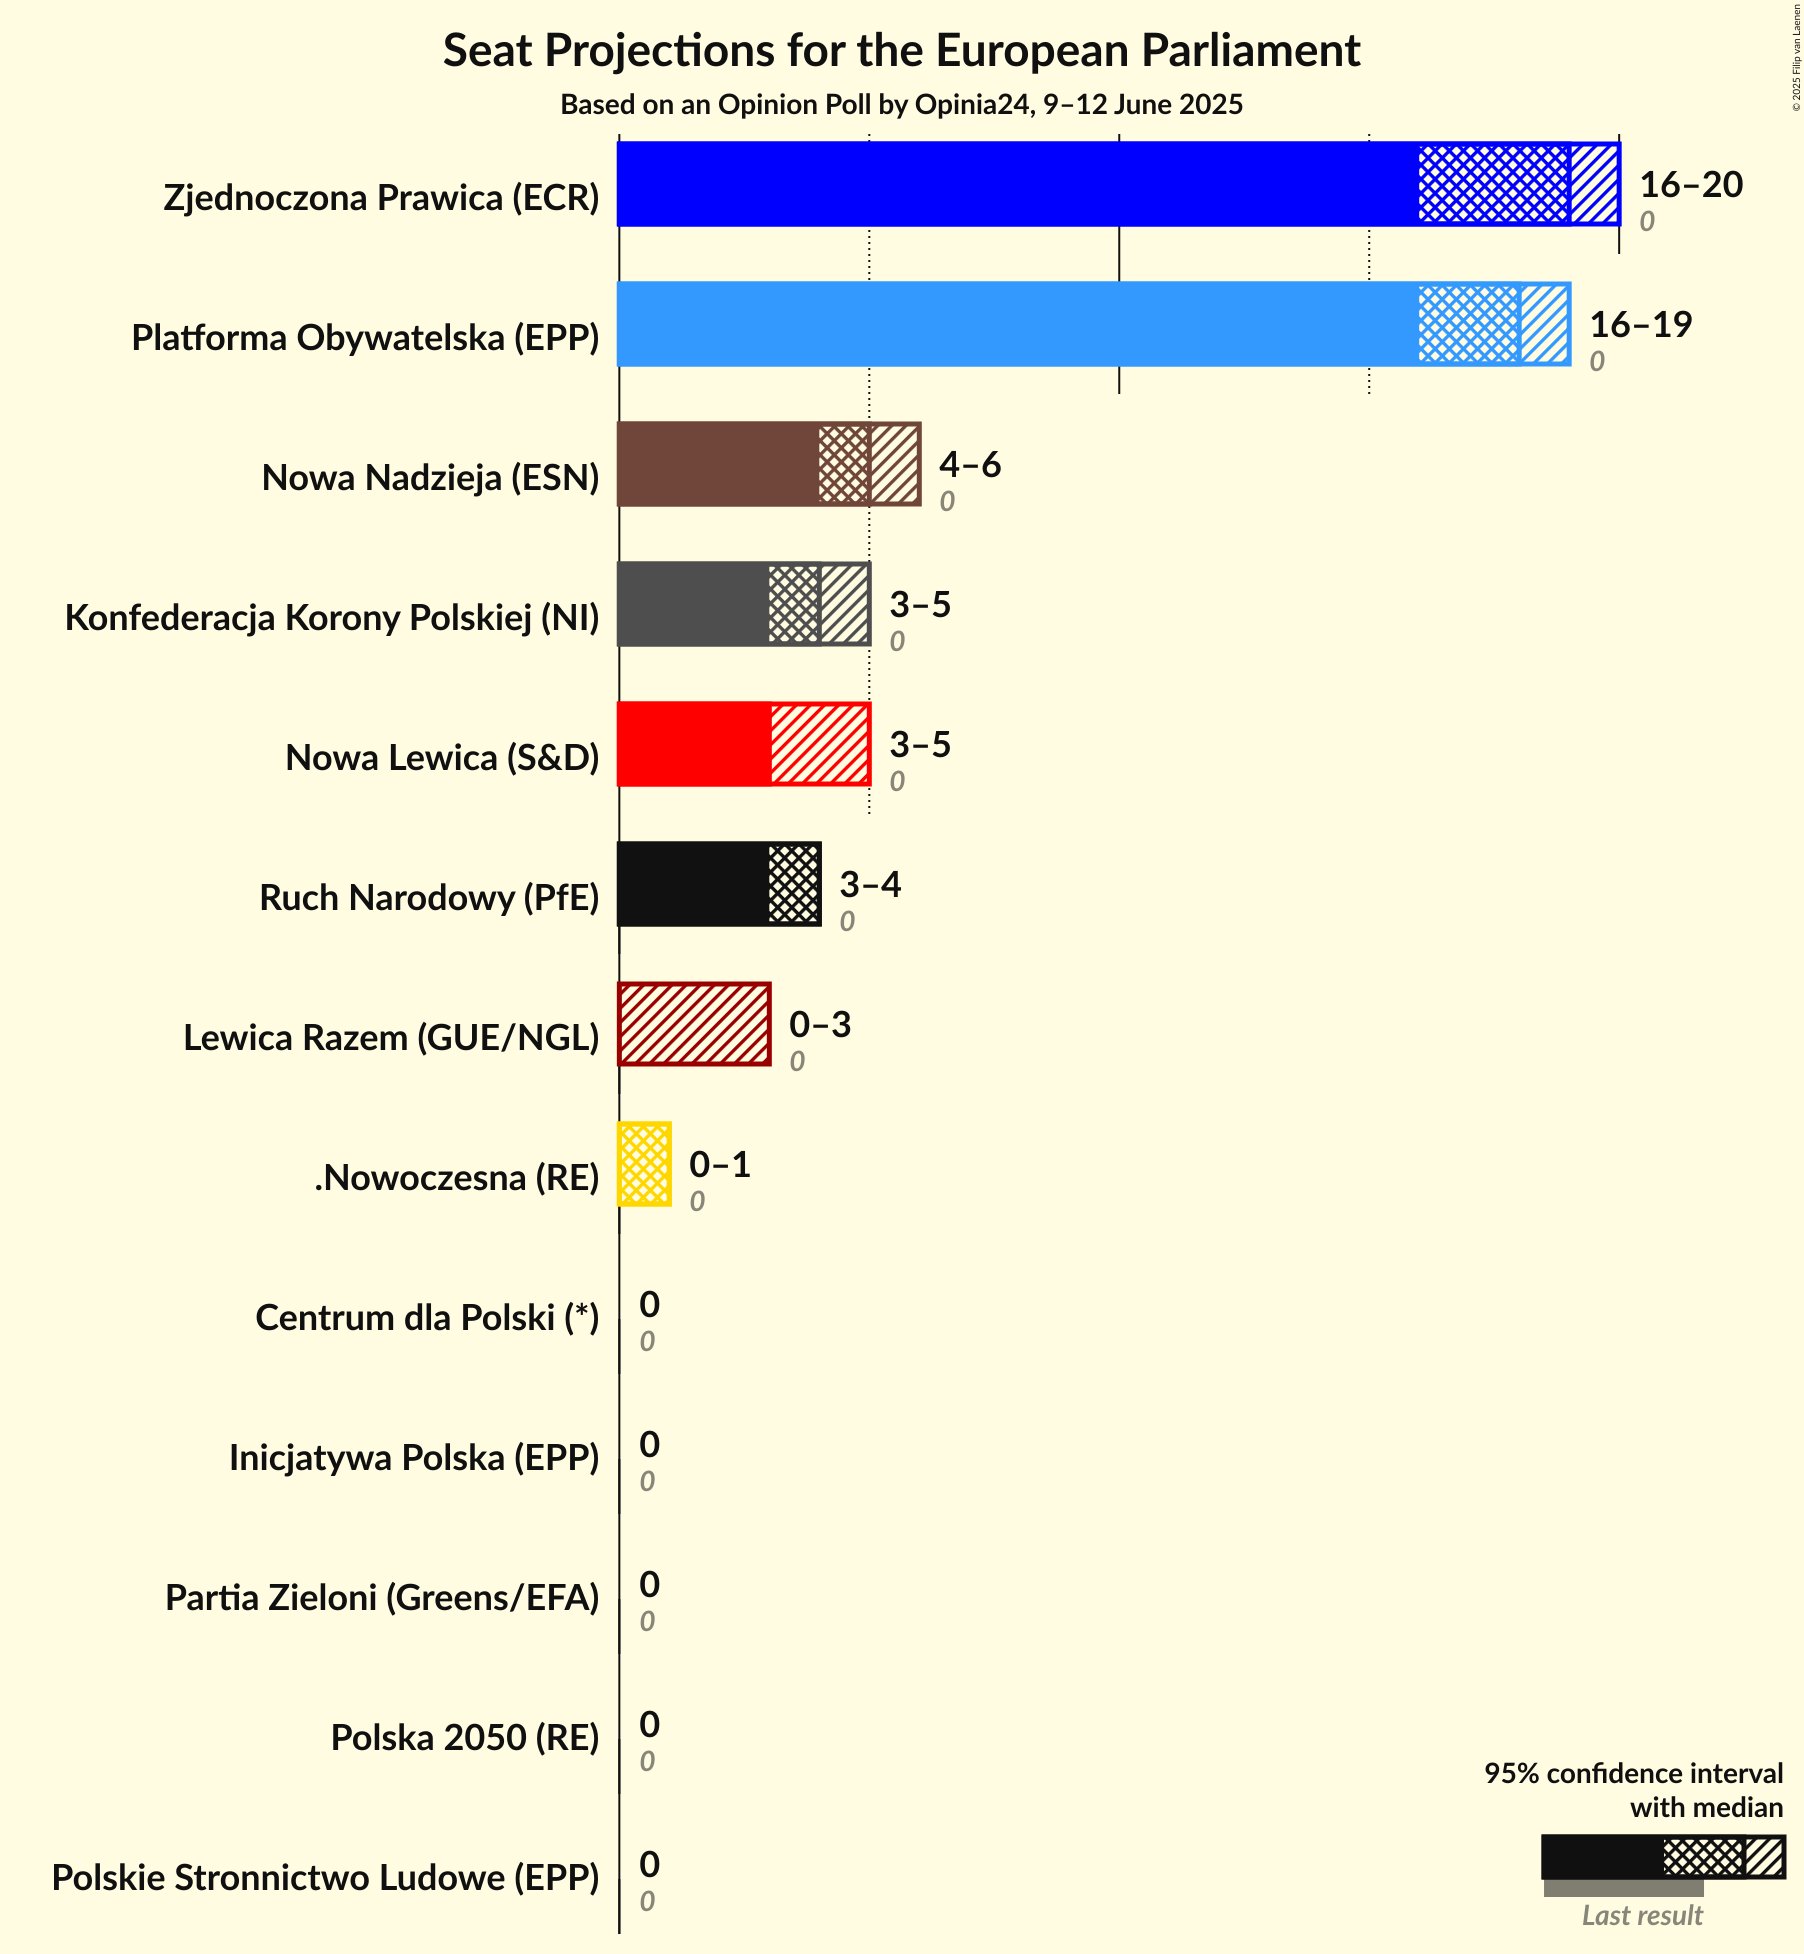 Seat Projections for the European Parliament
Based on an Opinion Poll by Opinia24, 9–12 June 2025
© 2025 Filip van Laenen
Zjednoczona Prawica (ECR)
16–20
0
Platforma Obywatelska (EPP)
16–19
0
Nowa Nadzieja (ESN)
4–6
0
Konfederacja Korony Polskiej (NI)
3–5
0
Nowa Lewica (S&D)
3–5
0
Ruch Narodowy (PfE)
3–4
0
Lewica Razem (GUE/NGL)
0–3
0
.Nowoczesna (RE)
0–1
0
Centrum dla Polski (*)
0
0
Inicjatywa Polska (EPP)
0
0
Partia Zieloni (Greens/EFA)
0
0
Polska 2050 (RE)
0
0
Polskie Stronnictwo Ludowe (EPP)
0
0
95% confidence interval
with median
Last result